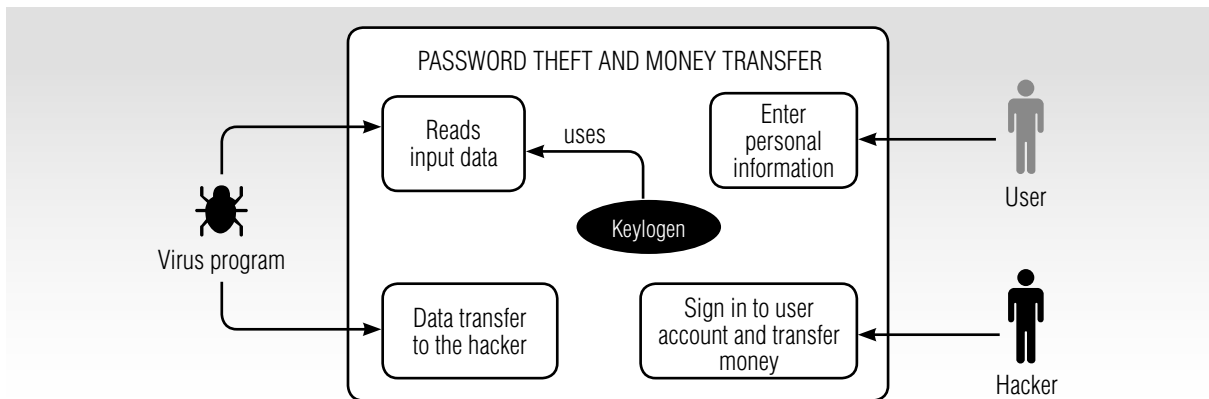 PASSWORD THEFT AND MONEY TRANSFER
Reads
input data
uses
Enter
personal
information
User
Keylogen
Virus program
Data transfer
to the hacker
Sign in to user
account and transfer
money
Hacker